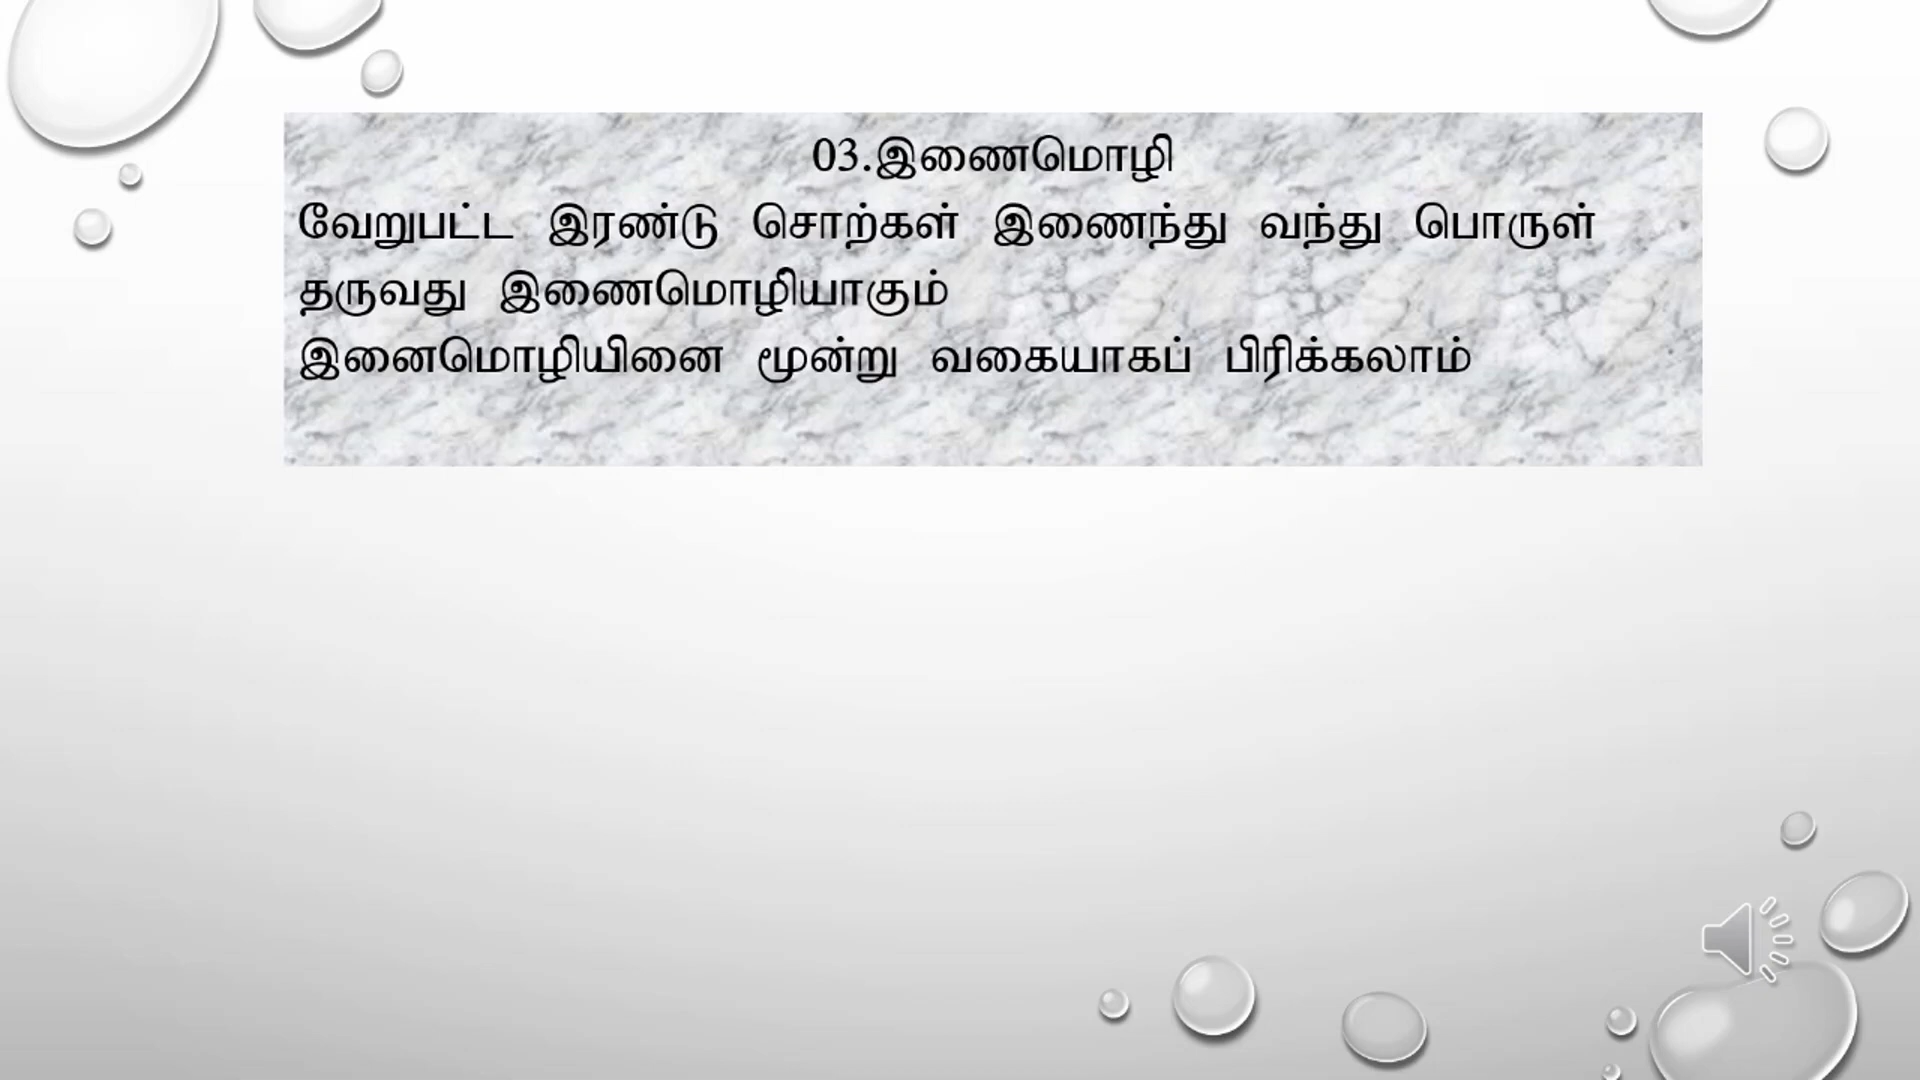 03.இணைமொழி
வேறுபட்ட இரண்டு சொற்கள் இணைந்து வந்து பொருள்
தருவது இணைமொழியாகும்
இனைமொழியினை மூன்று வகையாகப் பிரிக்கலாம்